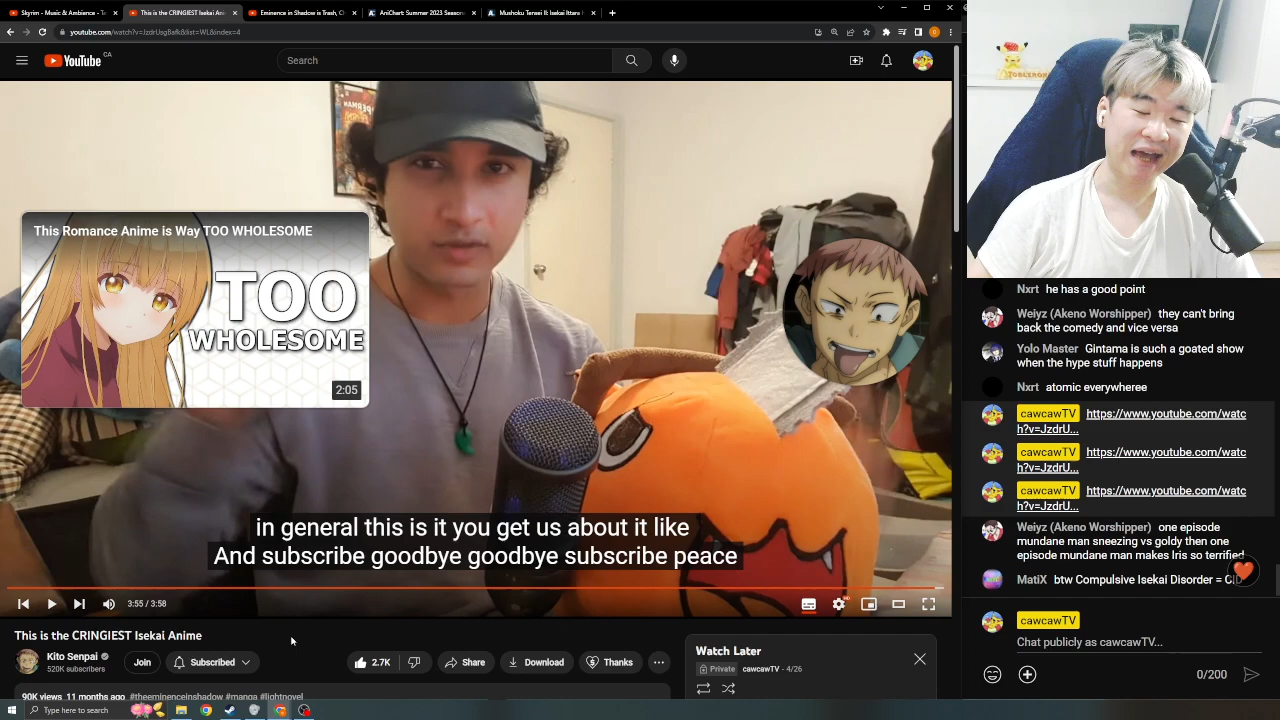 Skyrim - Music & Ambience - T
This is the CRINGIEST Isekai Ani
Eminence in Shadow is Trash, C
AniChart: Summer 2023 Season
Mushoku Tensei II: Isekai Ittara
youtube.com/watch?v=JzdrUsgBafk&list=WL&index=4
YouTube CA
Search
This Romance Anime is Way TOO WHOLESOME
TOO
WHOLESOME
2:05
in general this is it you get us about it like
And subscribe goodbye goodbye subscribe peace
3:55 / 3:58
This is the CRINGIEST Isekai Anime
Kito Senpai
520K subscribers
Join
Subscribed
2.7K
Share
Download
Thanks
90K views 11 months ago #theeminenceinshadow #manga #lightnovel
Watch Later
Private cawcawTV - 4/26
Type here to search
Nxrt he has a good point
Weiyz (Akeno Worshipper) they can't bring
back the comedy and vice versa
Yolo Master Gintama is such a goated show
when the hype stuff happens
Nxrt atomic everywheree
cawcawTV https://www.youtube.com/watc
h?v=JzdrU...
cawcawTV https://www.youtube.com/watc
h?v=JzdrU...
cawcawTV https://www.youtube.com/watc
h?v=JzdrU...
Weiyz (Akeno Worshipper) one episode
mundane man sneezing vs goldy then one
episode mundane man makes Iris so terrified
MatiX btw Compulsive Isekai Disorder = CID
cawcawTV
Chat publicly as cawcawTV...
0/200